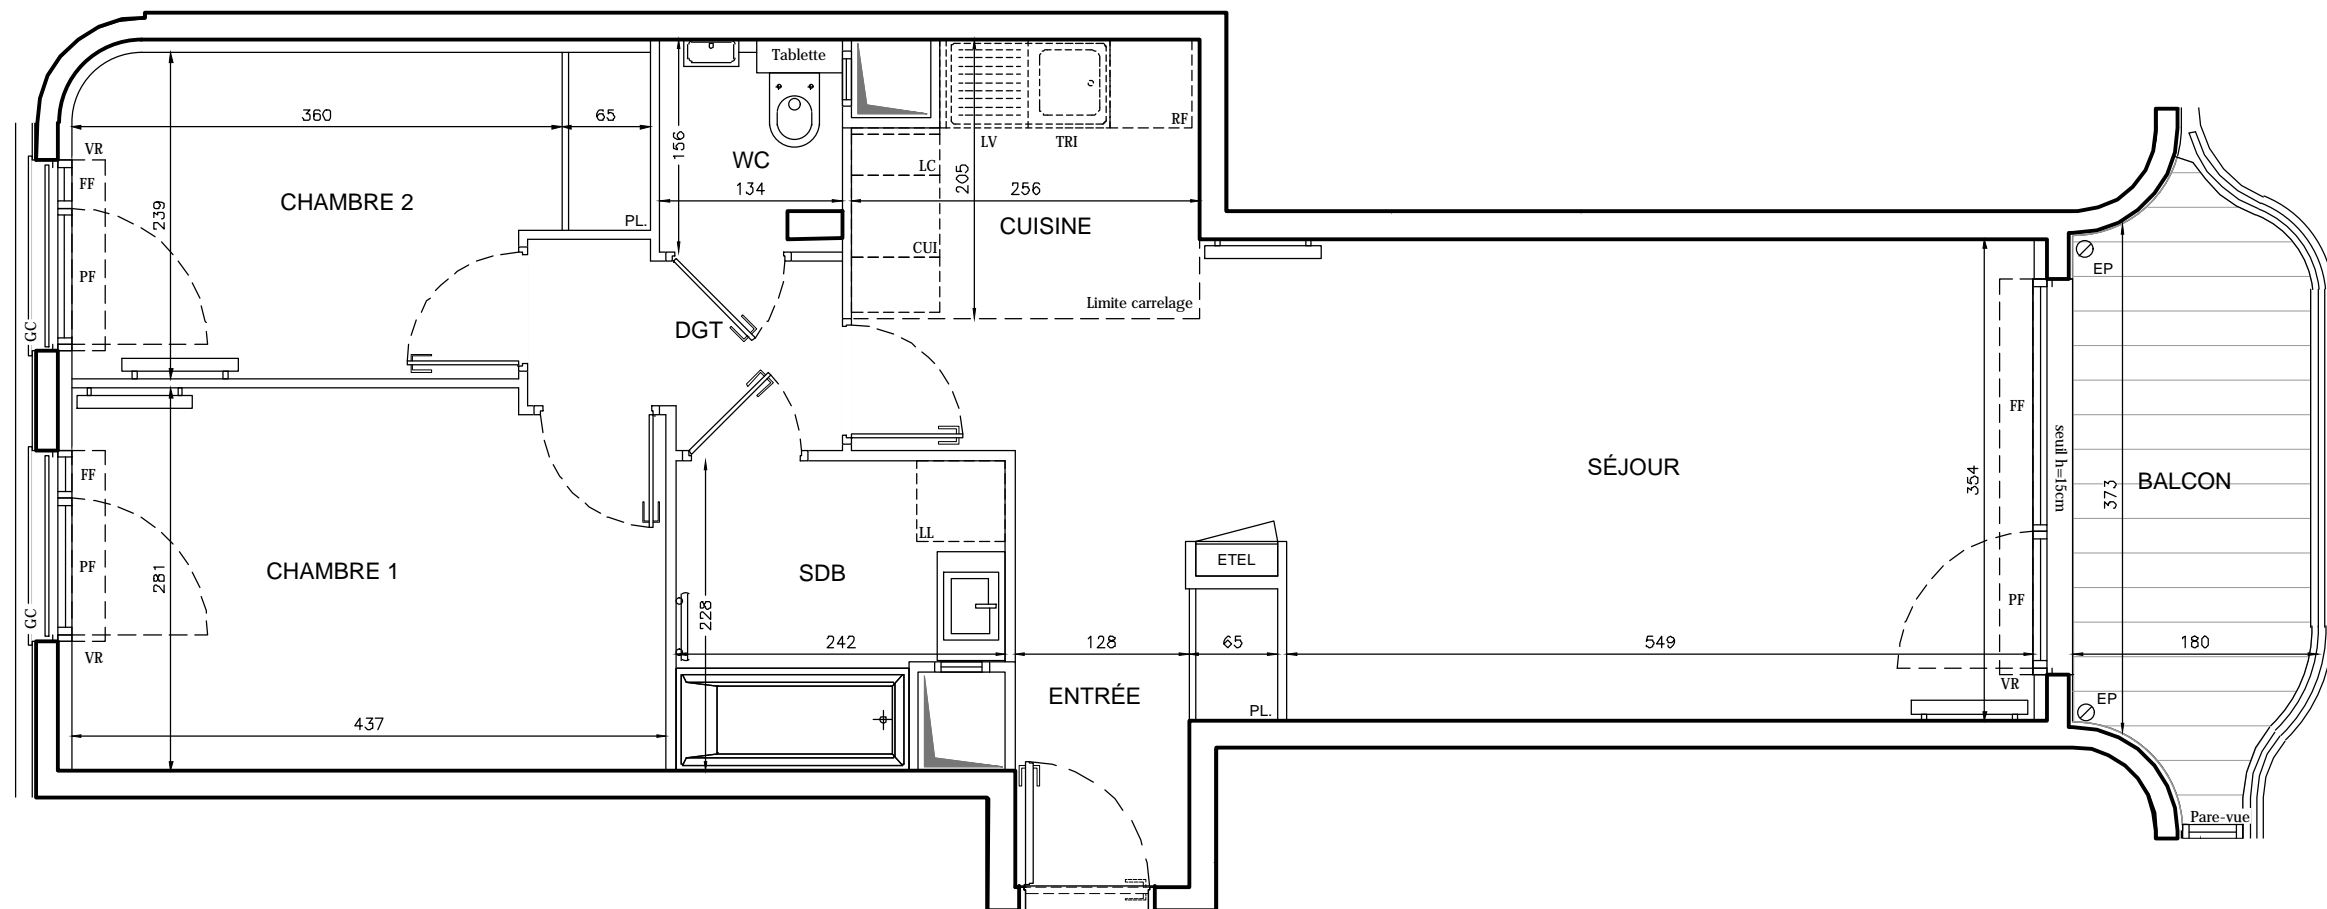 Tablette
360
65
156
239
VR
FF
PF
GC
CHAMBRE 2
PL.
WC
134
LV
TRI
RF
LC
205
256
CUISINE
CUI
Limite carrelage
DGT
EP
FF
seuil h=15cm
354
373
SÉJOUR
BALCON
FF
PF
GC
VR
CHAMBRE 1
281
437
LL
SDB
228
242
ETEL
128
65
549
PF
180
VR
EP
ENTRÉE
PL.
Pare-vue